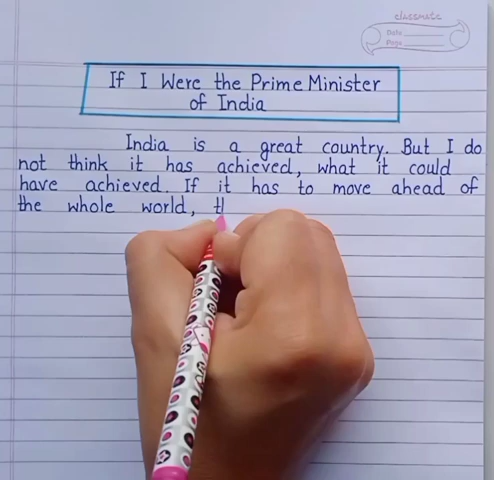 classmate
Date
Page
If I Were the Prime Minister
of India
India is a great country. But I do
not think it has achieved, what it could
have achieved. If it has to move ahead of
the whole world, t